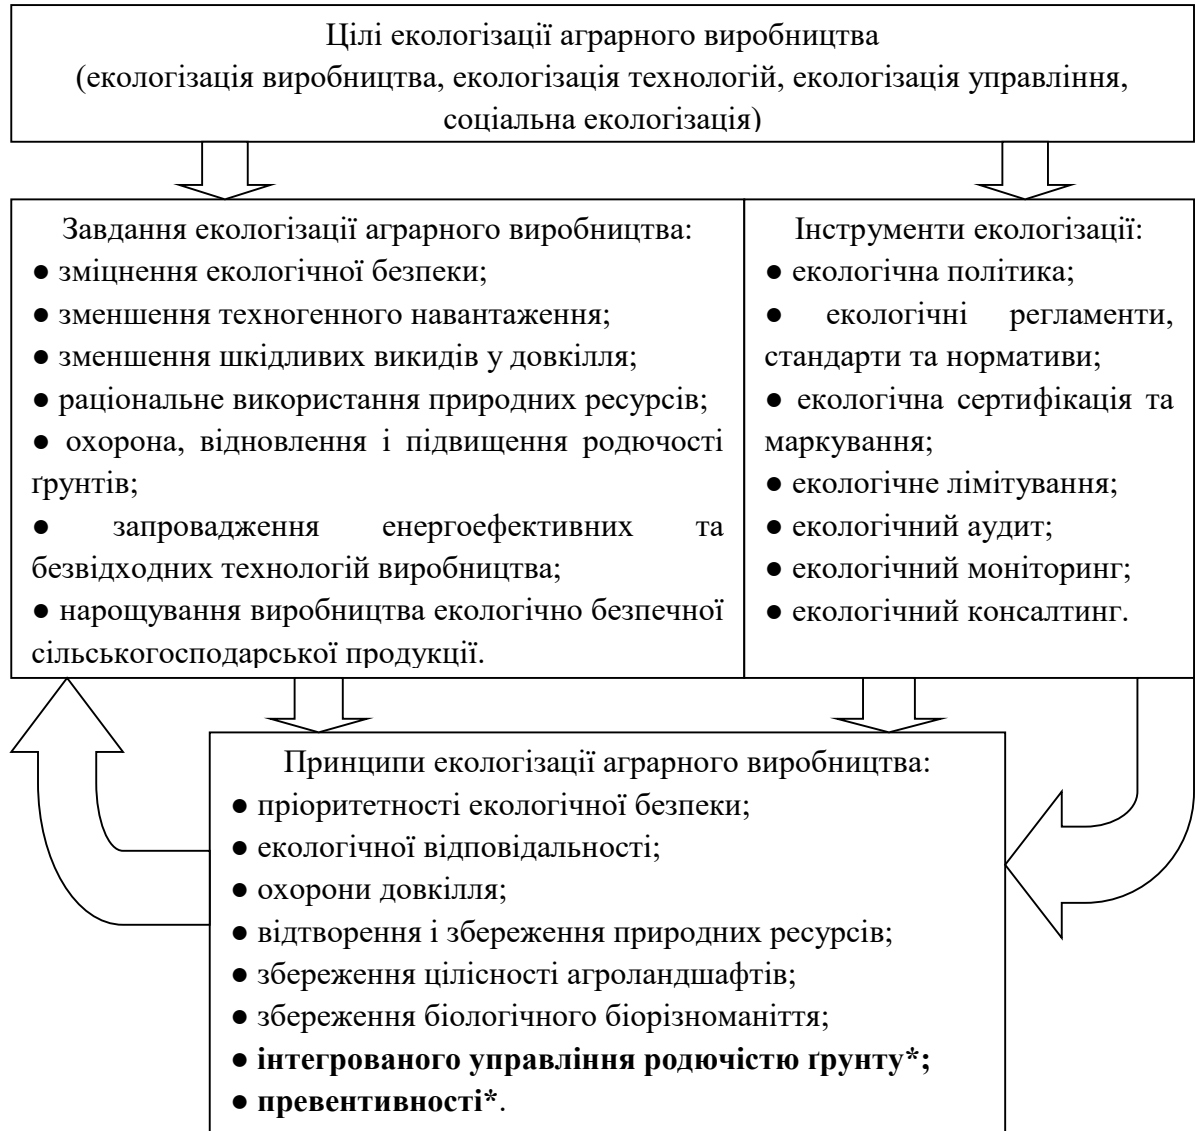 Цілі екологізації аграрного виробництва
(екологізація виробництва, екологізація технологій, екологізація управління,
соціальна екологізація)
Завдання екологізації аграрного виробництва:
● зміцнення екологічної безпеки;
● зменшення техногенного навантаження;
● зменшення шкідливих викидів у довкілля;
● раціональне використання природних ресурсів;
● охорона, відновлення і підвищення родючості
ґрунтів;
● запровадження енергоефективних та
безвідходних технологій виробництва;
● нарощування виробництва екологічно безпечної
сільськогосподарської продукції.
Інструменти екологізації:
● екологічна політика;
● екологічні регламенти,
стандарти та нормативи;
● екологічна сертифікація та
маркування;
● екологічне лімітування;
● екологічний аудит;
● екологічний моніторинг;
● екологічний консалтинг.
Принципи екологізації аграрного виробництва:
● пріоритетності екологічної безпеки;
● екологічної відповідальності;
● охорони довкілля;
● відтворення і збереження природних ресурсів;
● збереження цілісності агроландшафтів;
● збереження біологічного біорізноманіття;
● інтегрованого управління родючістю ґрунту*;
● превентивності*.